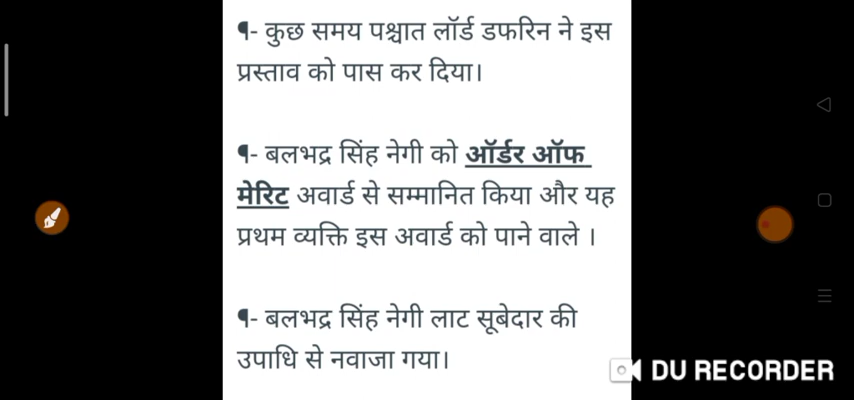 ¶- कुछ समय पश्चात लॉर्ड डफरिन ने इस
प्रस्ताव को पास कर दिया।
¶- बलभद्र सिंह नेगी को ऑर्डर ऑफ
मेरिट अवार्ड से सम्मानित किया और यह
प्रथम व्यक्ति इस अवार्ड को पाने वाले ।
¶- बलभद्र सिंह नेगी लाट सूबेदार की
उपाधि से नवाजा गया।
DU RECORDER